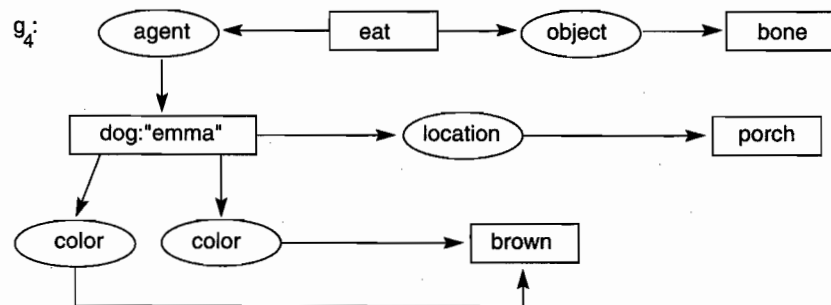 g4: agent eat object bone
dog:"emma" location porch
color color brown